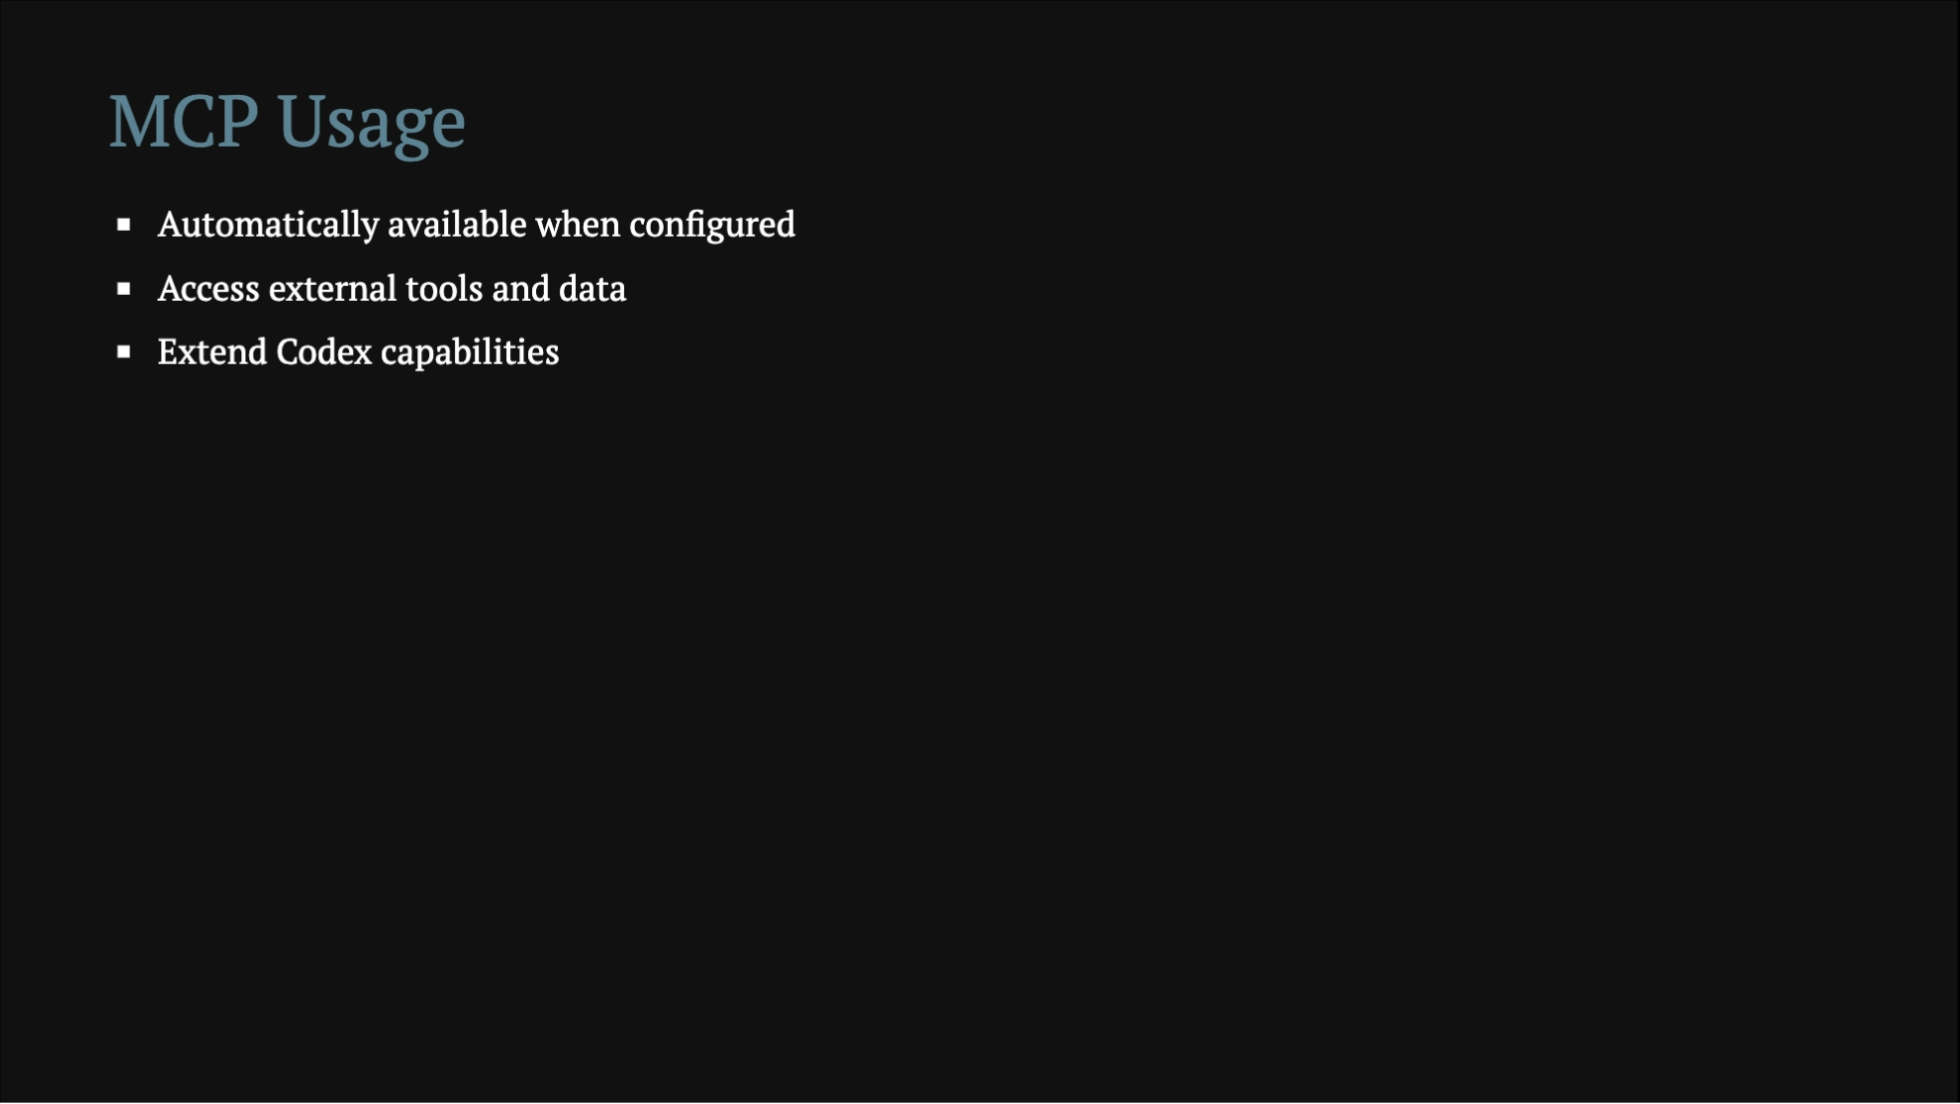 MCP Usage
▪ Automatically available when configured
▪ Access external tools and data
▪ Extend Codex capabilities